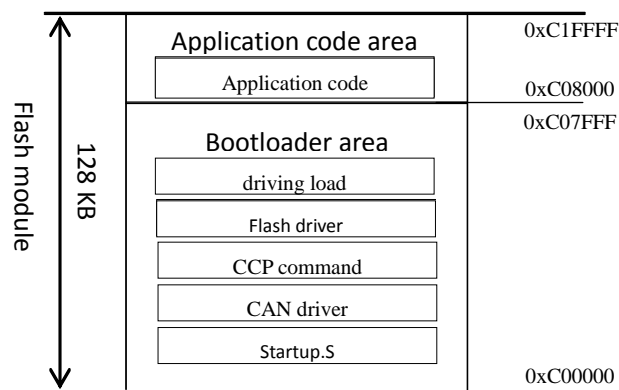 Application code area
0xC1FFFF
Application code
0xC08000
0xC07FFF
Bootloader area
driving load
Flash driver
CCP command
CAN driver
Startup.S
0xC00000
Flash module
128 KB